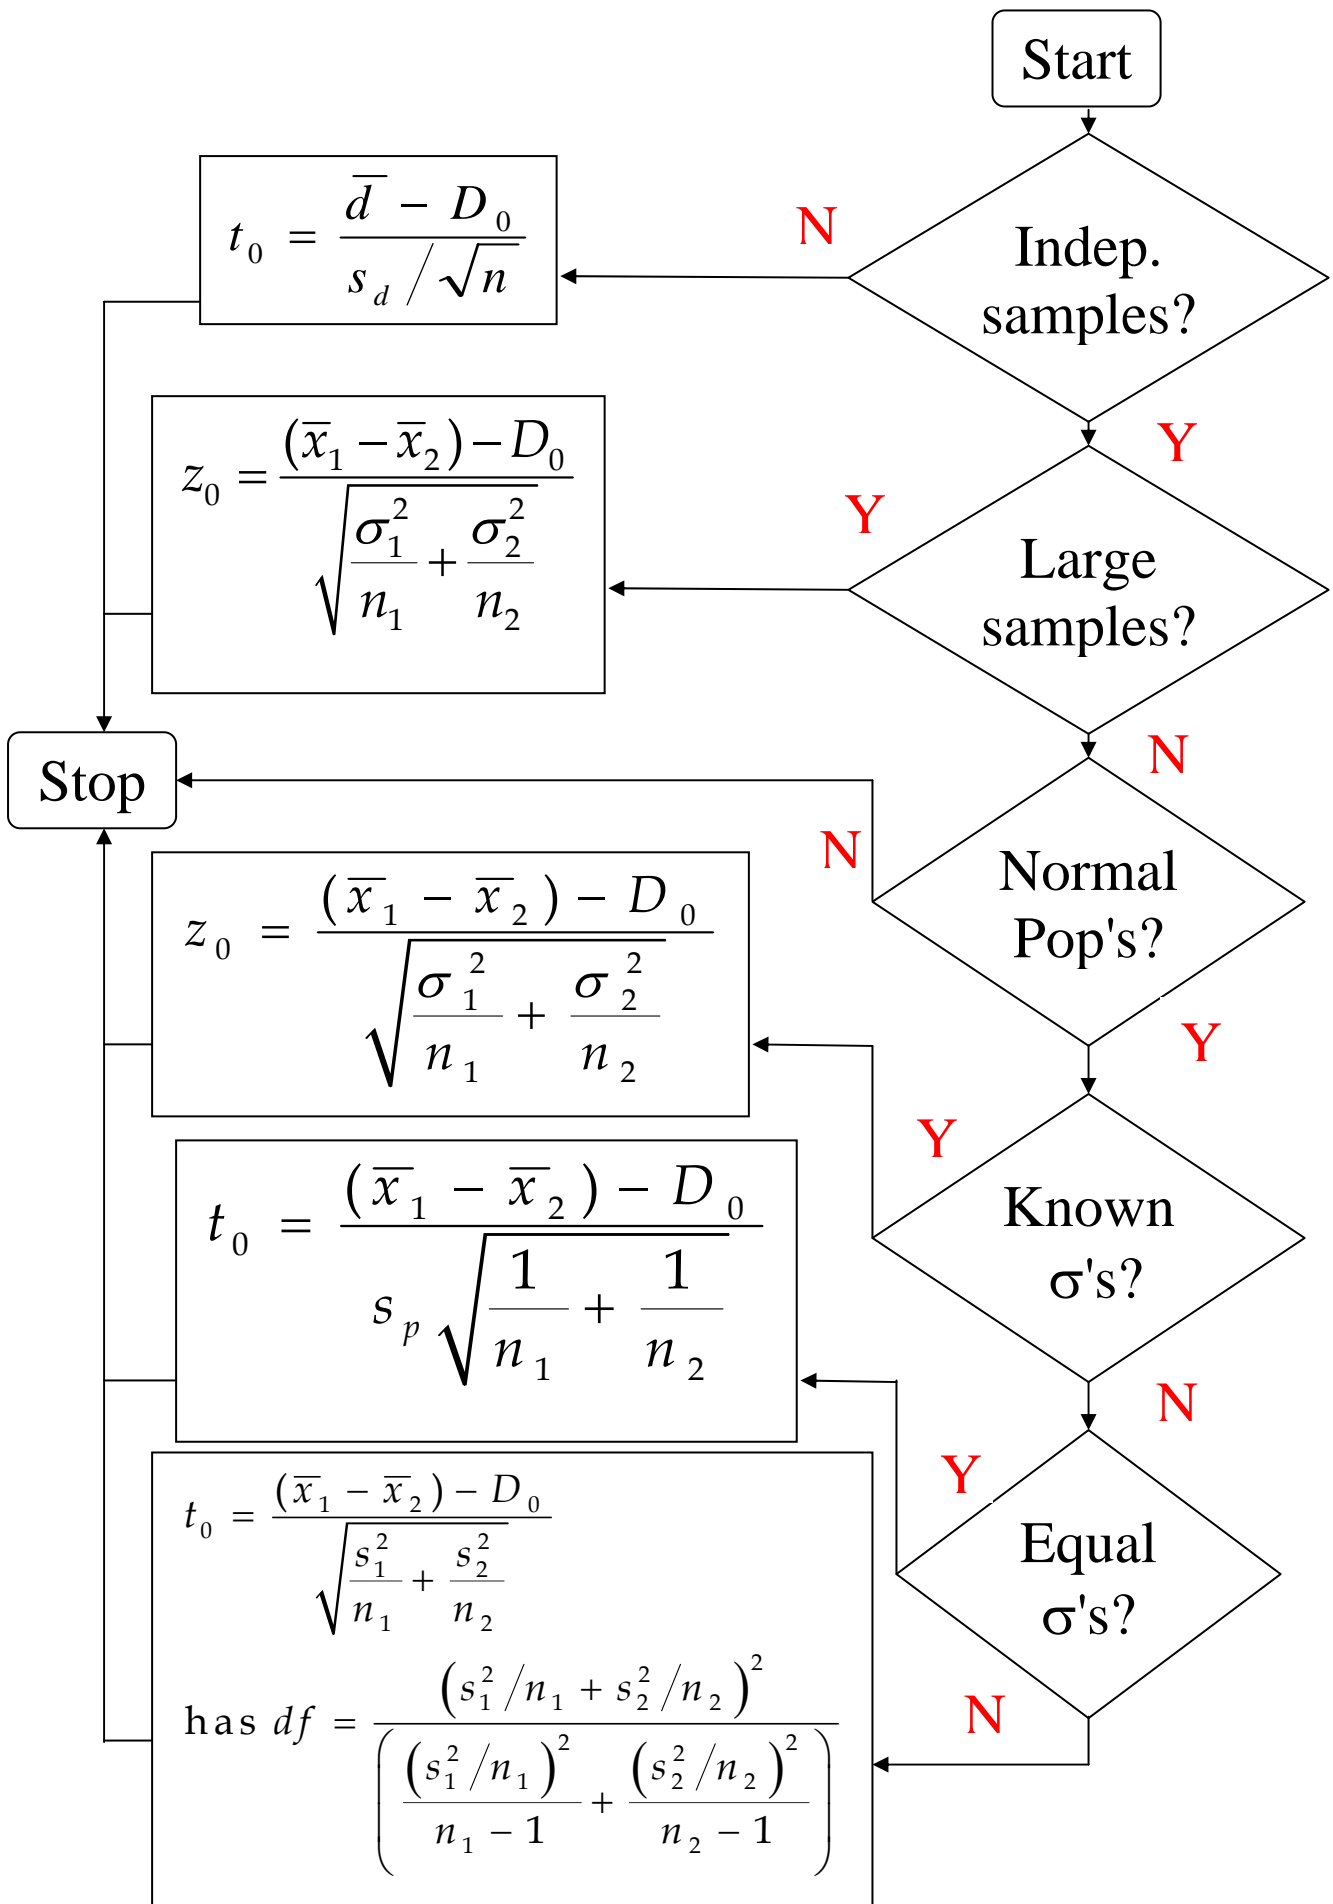 Start
Indep.
samples?
N
t₀ = (d̅ − D₀) / (s_d / √n)
Y
Large
samples?
Y
z₀ = ((x̅₁ − x̅₂) − D₀) / √(σ₁²/n₁ + σ₂²/n₂)
N
Normal
Pop's?
N
Stop
Y
Known
σ's?
Y
z₀ = ((x̅₁ − x̅₂) − D₀) / √(σ₁²/n₁ + σ₂²/n₂)
N
Equal
σ's?
Y
t₀ = ((x̅₁ − x̅₂) − D₀) / (s_p √(1/n₁ + 1/n₂))
N
t₀ = ((x̅₁ − x̅₂) − D₀) / √(s₁²/n₁ + s₂²/n₂)
has df = (s₁²/n₁ + s₂²/n₂)² / ((s₁²/n₁)²/(n₁ − 1) + (s₂²/n₂)²/(n₂ − 1))